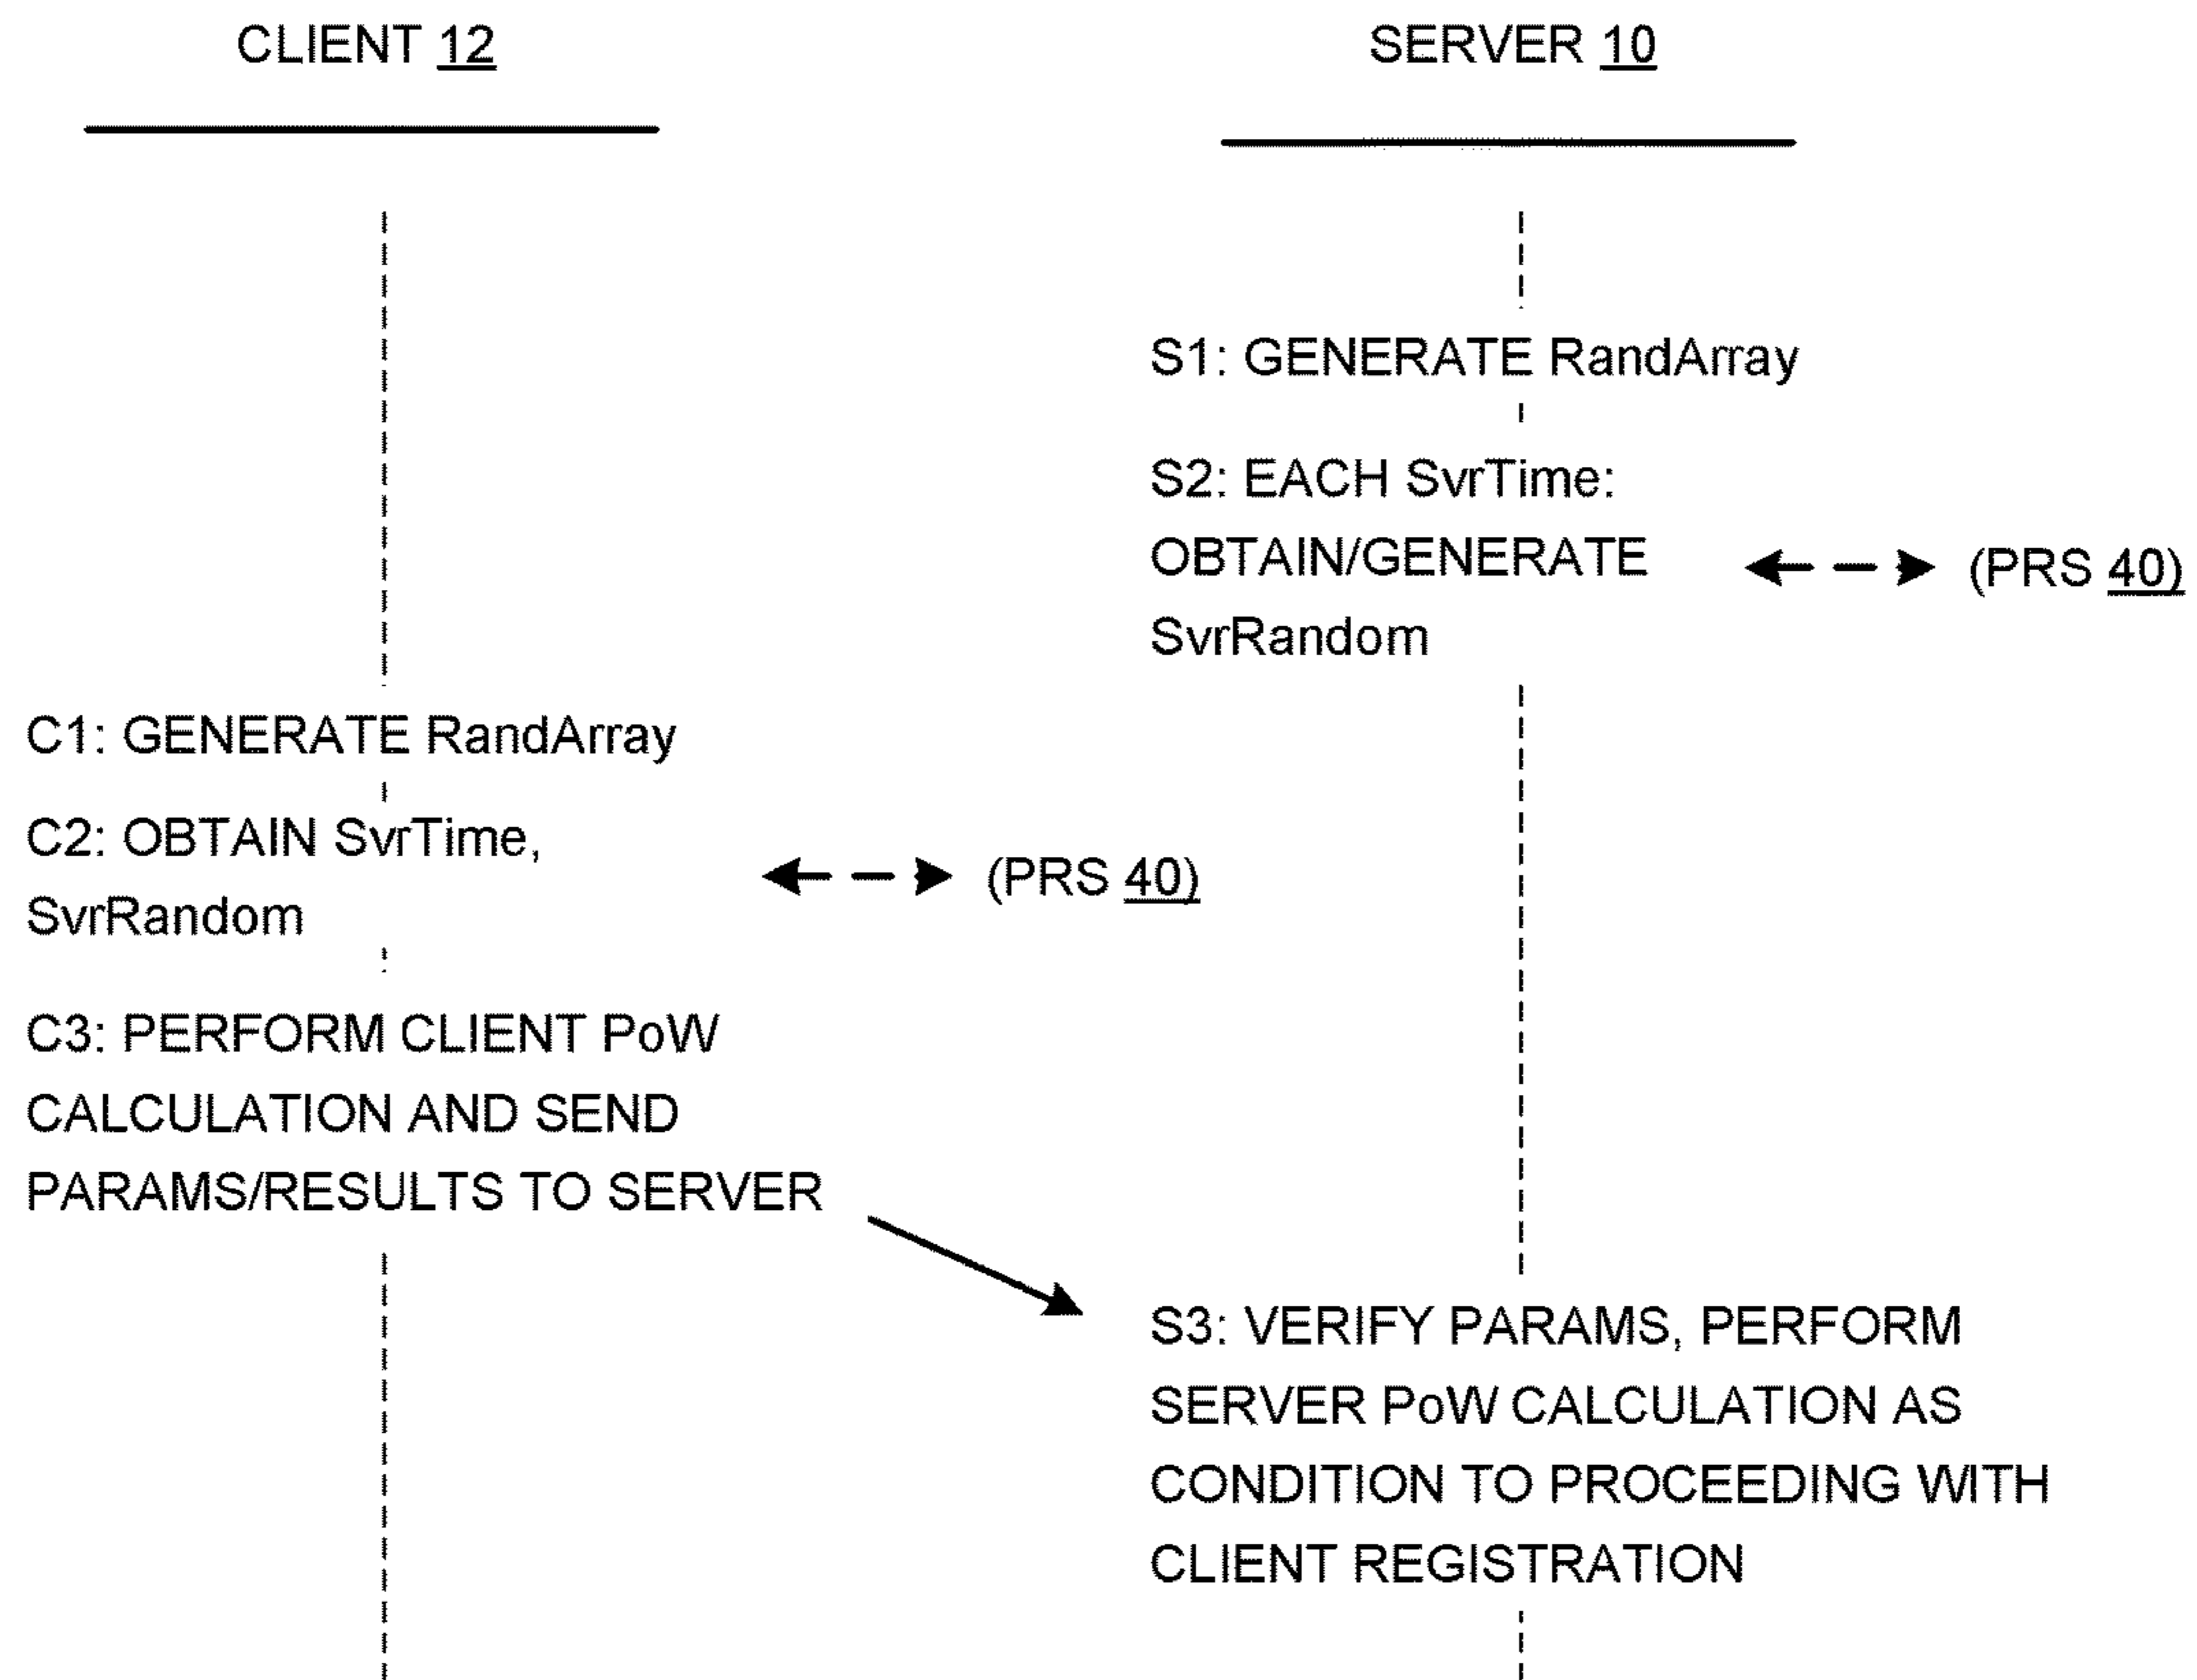 CLIENT 12
SERVER 10
S1: GENERATE RandArray
S2: EACH SvrTime:
OBTAIN/GENERATE
SvrRandom
(PRS 40)
C1: GENERATE RandArray
C2: OBTAIN SvrTime,
SvrRandom
(PRS 40)
C3: PERFORM CLIENT PoW
CALCULATION AND SEND
PARAMS/RESULTS TO SERVER
S3: VERIFY PARAMS, PERFORM
SERVER PoW CALCULATION AS
CONDITION TO PROCEEDING WITH
CLIENT REGISTRATION